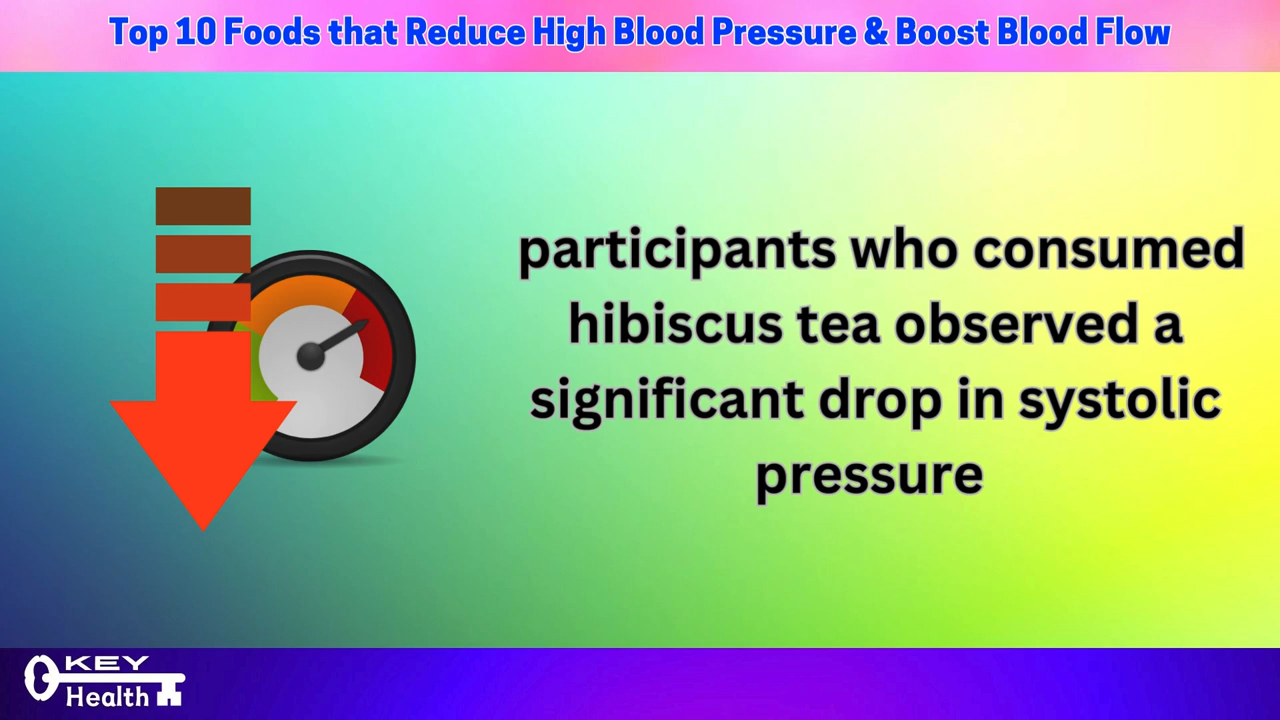 Top 10 Foods that Reduce High Blood Pressure & Boost Blood Flow
participants who consumed
hibiscus tea observed a
significant drop in systolic
pressure
KEY
Health